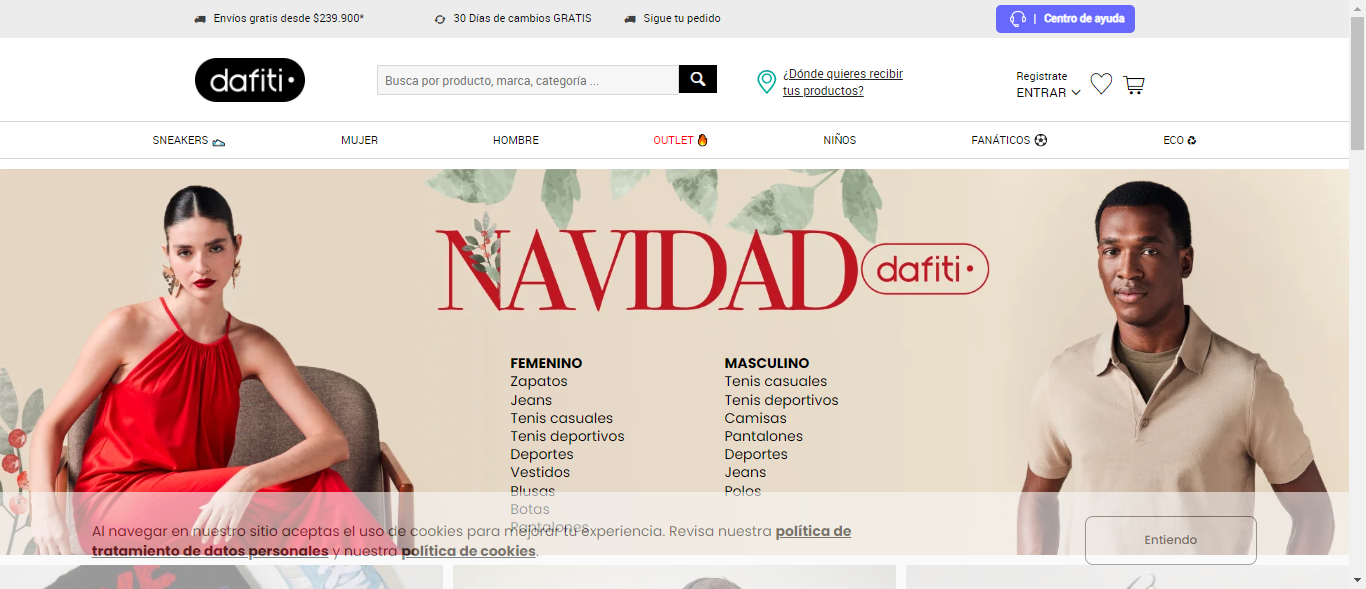 Envíos gratis desde $239.900*
30 Días de cambios GRATIS
Sigue tu pedido
| Centro de ayuda
dafiti
Busca por producto, marca, categoría ...
¿Dónde quieres recibir
tus productos?
Registrate
ENTRAR
SNEAKERS
MUJER
HOMBRE
OUTLET
NIÑOS
FANÁTICOS
ECO
NAVIDAD
dafiti
FEMENINO
Zapatos
Jeans
Tenis casuales
Tenis deportivos
Deportes
Vestidos
Blusas
Botas
Pantalones
MASCULINO
Tenis casuales
Tenis deportivos
Camisas
Pantalones
Deportes
Jeans
Polos
Al navegar en nuestro sitio aceptas el uso de cookies para mejorar tu experiencia. Revisa nuestra política de
tratamiento de datos personales y nuestra política de cookies.
Entiendo